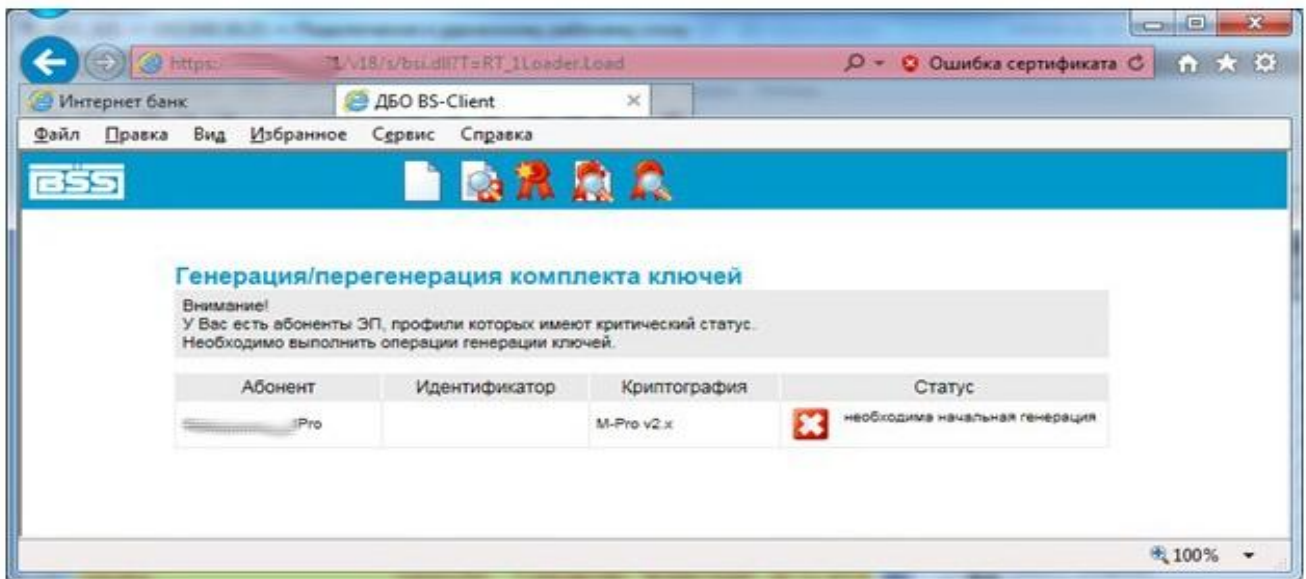 https:/ /v18/s/bsi.dll?T=RT_1Loader.Load Ошибка сертификата
Интернет банк ДБО BS-Client
Файл Правка Вид Избранное Сервис Справка
BSS
Генерация/перегенерация комплекта ключей
Внимание!
У Вас есть абоненты ЭП, профили которых имеют критический статус.
Необходимо выполнить операции генерации ключей.
Абонент Идентификатор Криптография Статус
Pro M-Pro v2.x необходима начальная генерация
100%